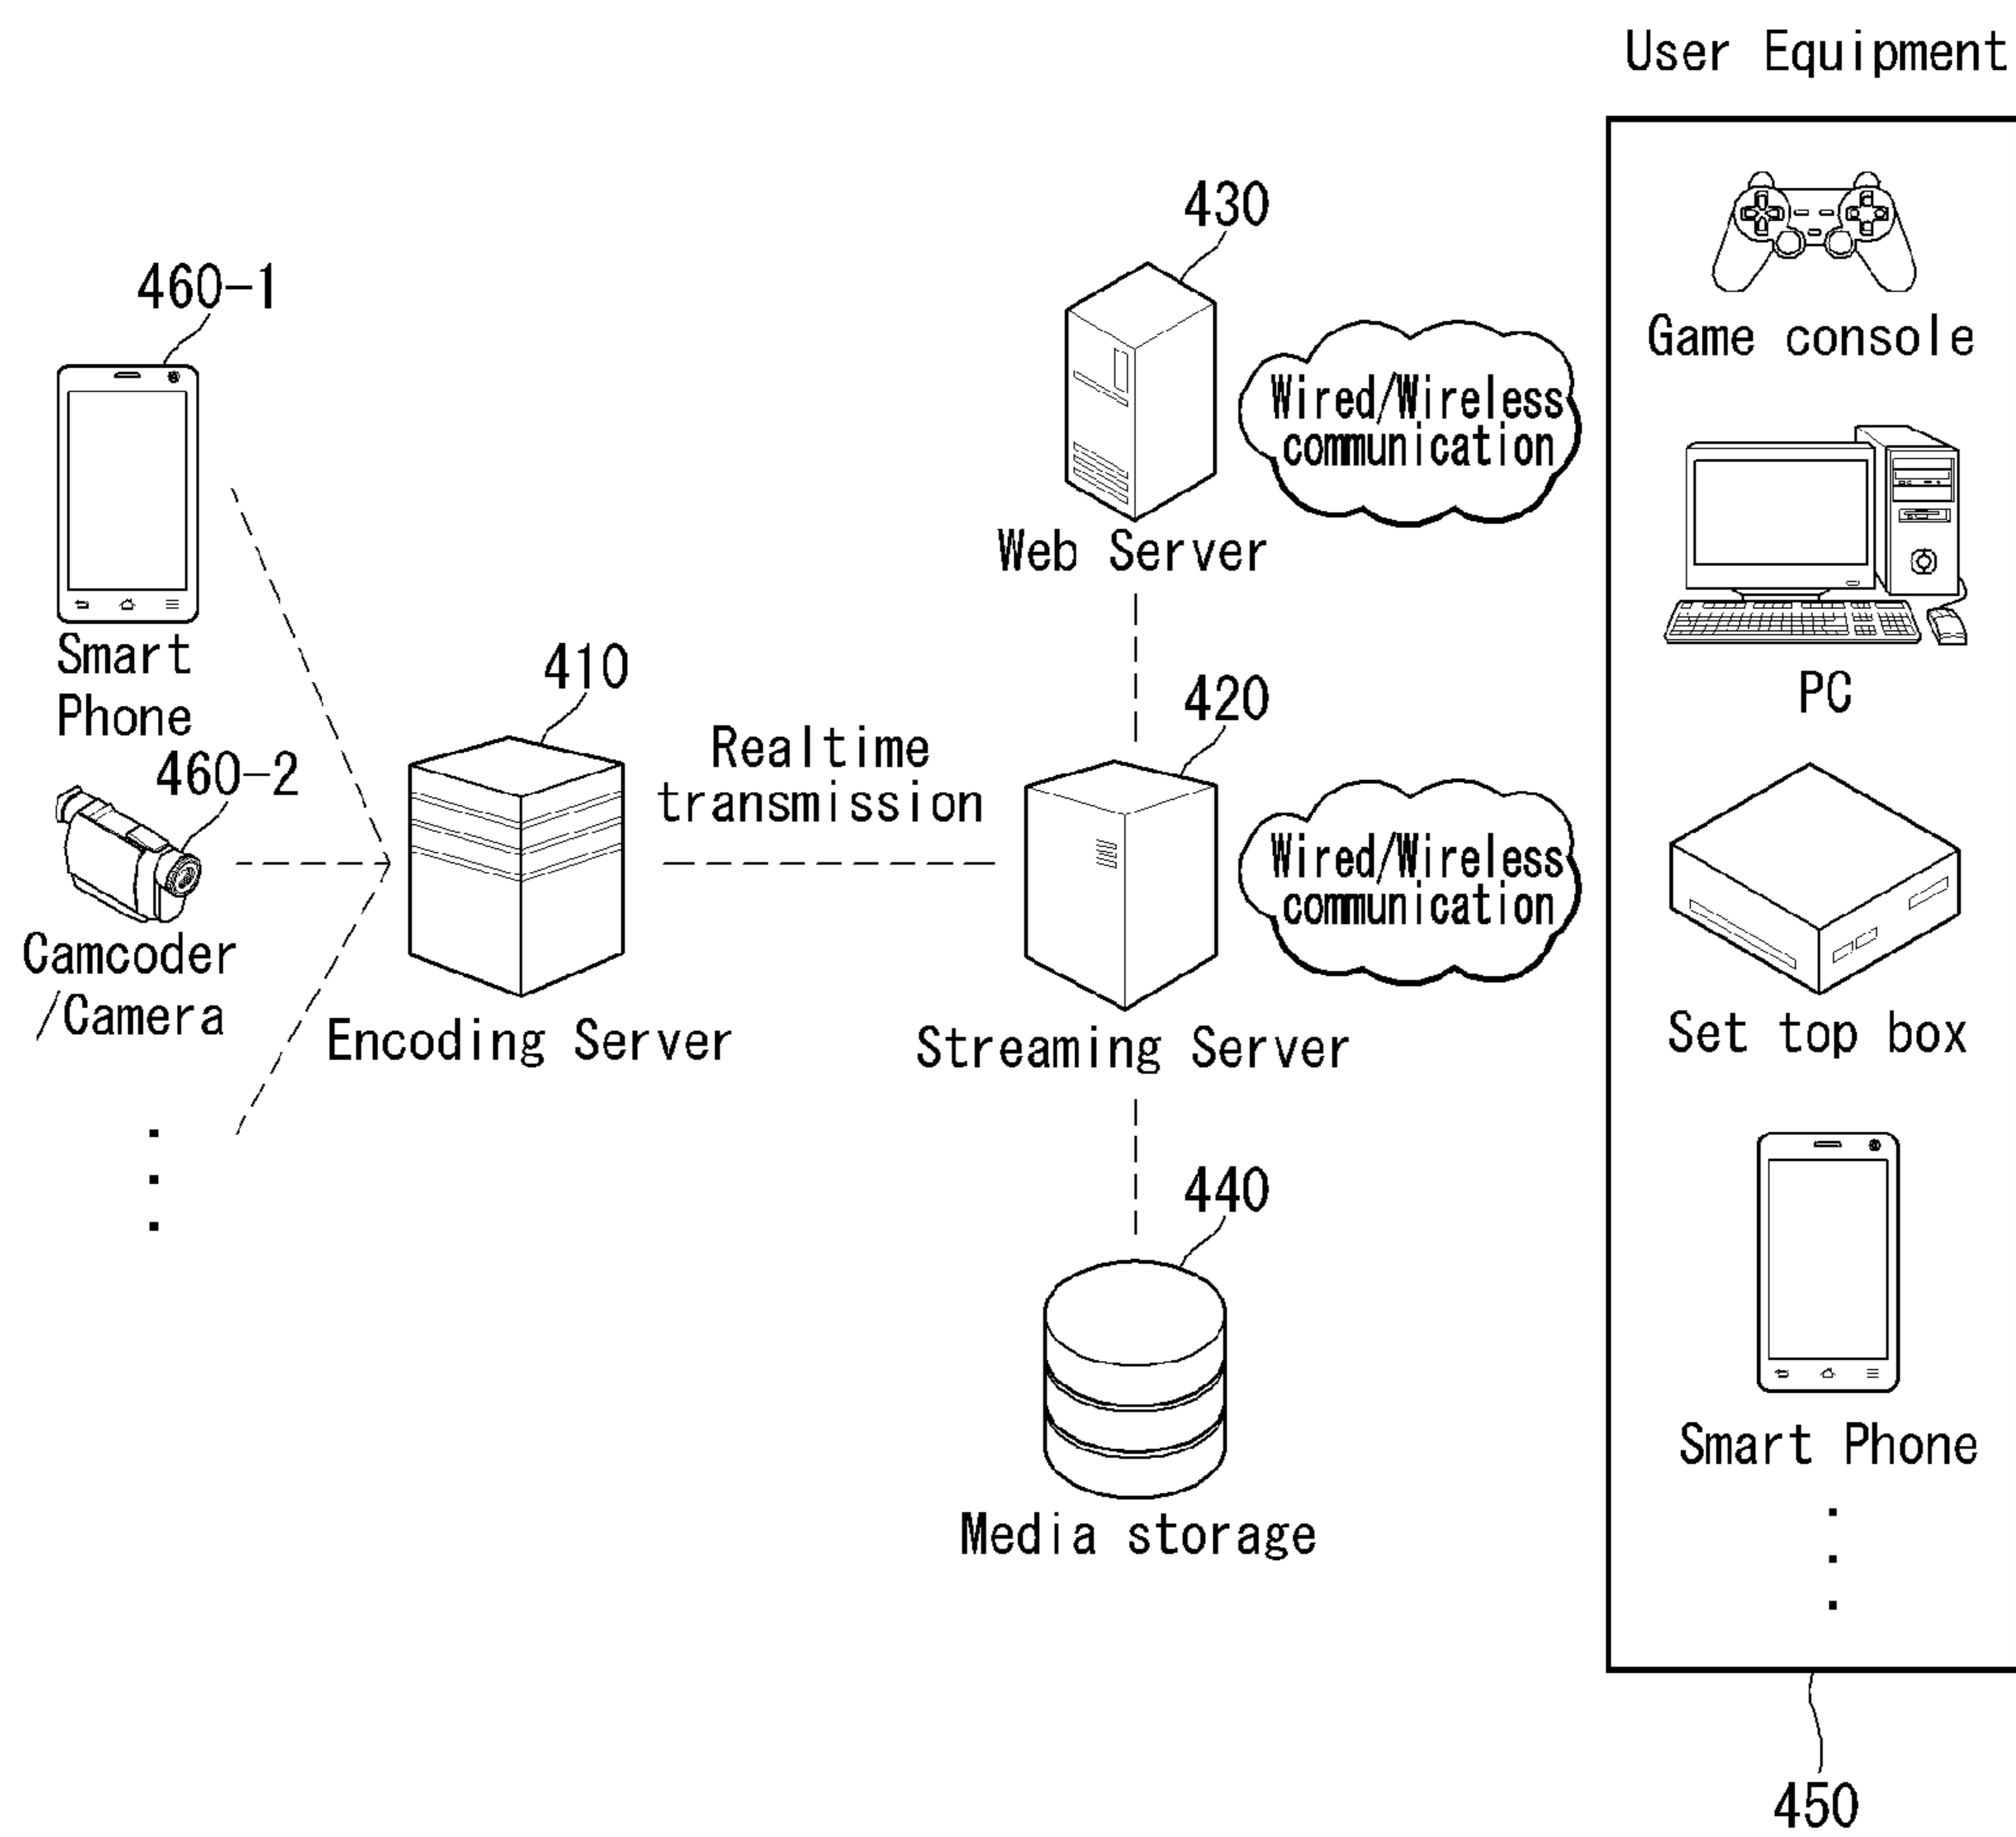 User Equipment
430
460-1
Game console
Wired/Wireless
communication
Web Server
Smart
Phone
410
420
PC
460-2
Realtime
transmission
Wired/Wireless
communication
Camcoder
/Camera
Encoding Server
Streaming Server
Set top box
440
Smart Phone
Media storage
450